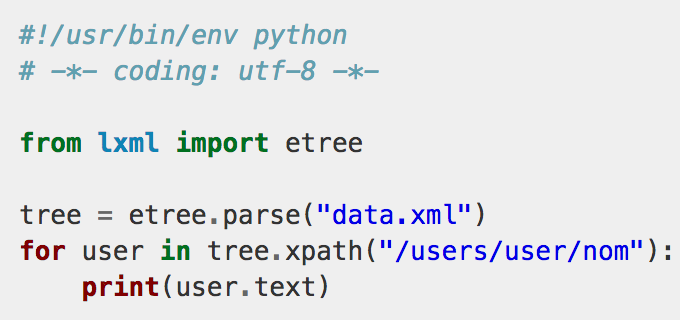 #!/usr/bin/env python
# -*- coding: utf-8 -*-
from lxml import etree
tree = etree.parse("data.xml")
for user in tree.xpath("/users/user/nom"):
    print(user.text)